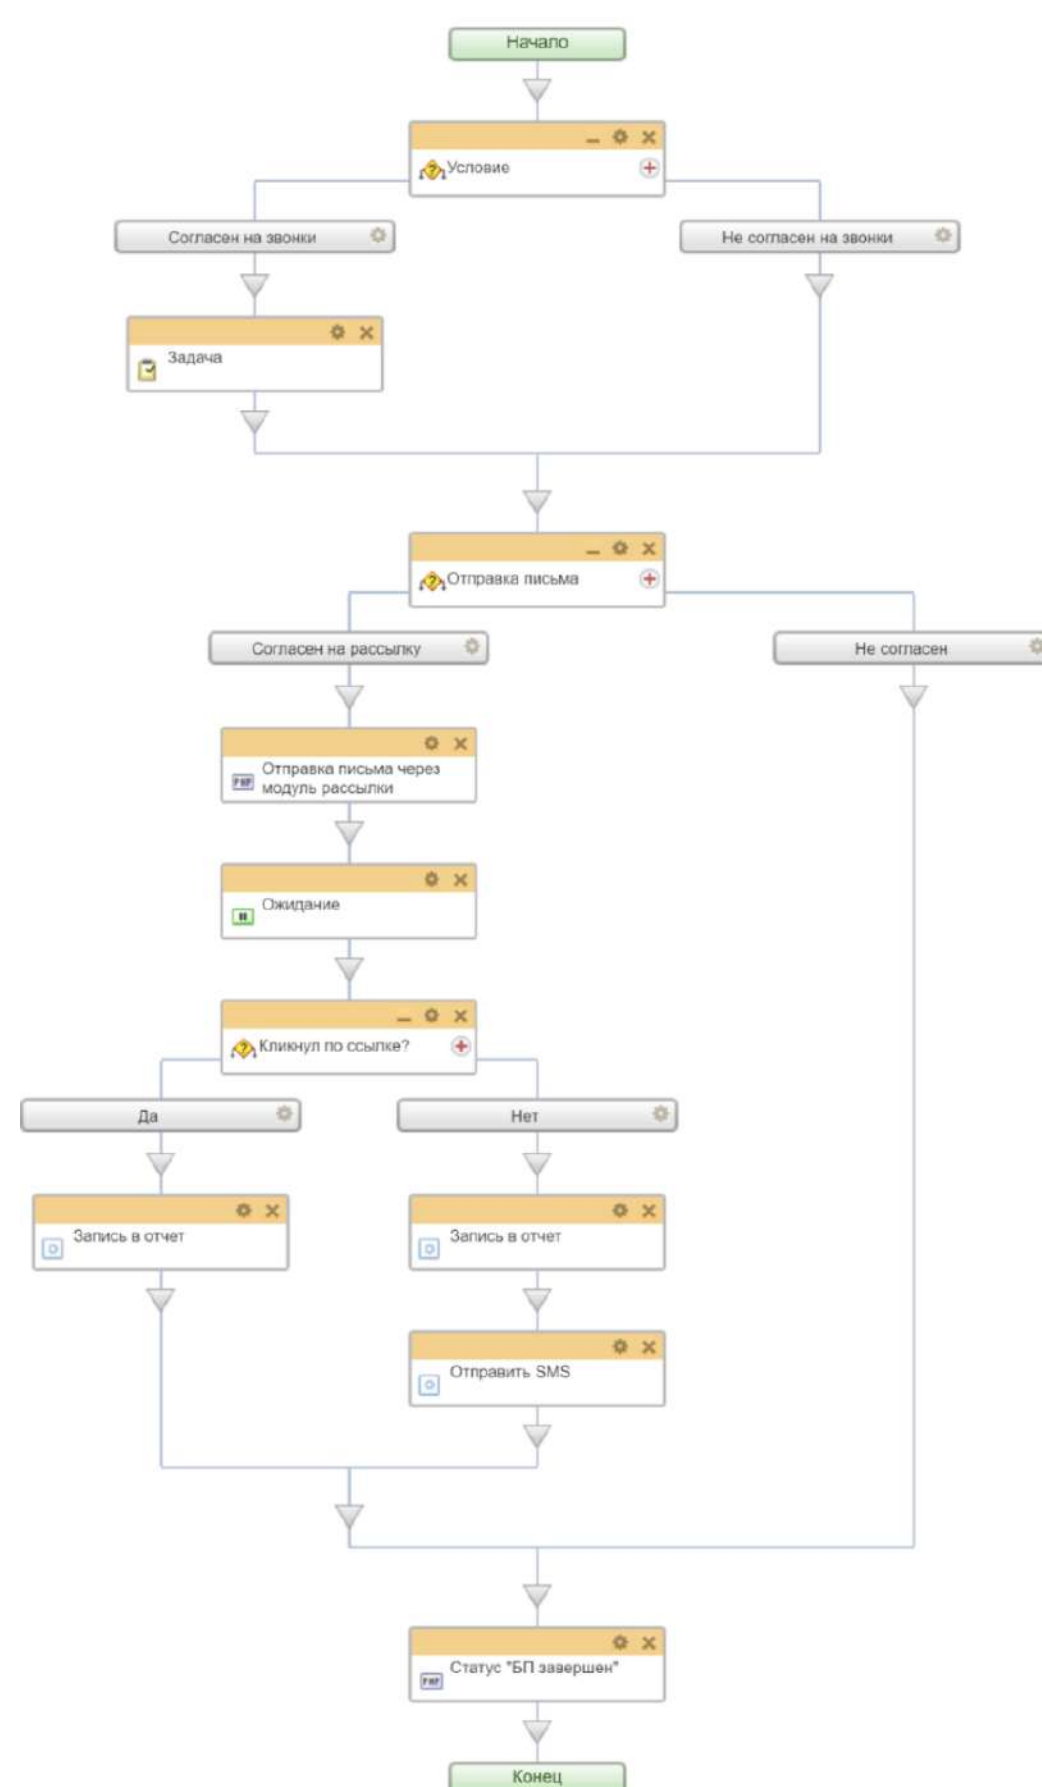 Начало
Условие
Согласен на звонки
Не согласен на звонки
Задача
Отправка письма
Согласен на рассылку
Не согласен
PHP
Отправка письма через
модуль рассылки
Ожидание
Кликнул по ссылке?
Да
Нет
Запись в отчет
Запись в отчет
Отправить SMS
PHP
Статус "БП завершен"
Конец